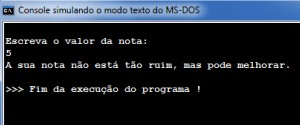 Console simulando o modo texto do MS-DOS
Escreva o valor da nota:
5
A sua nota não está tão ruim, mas pode melhorar.
>>> Fim da execução do programa !